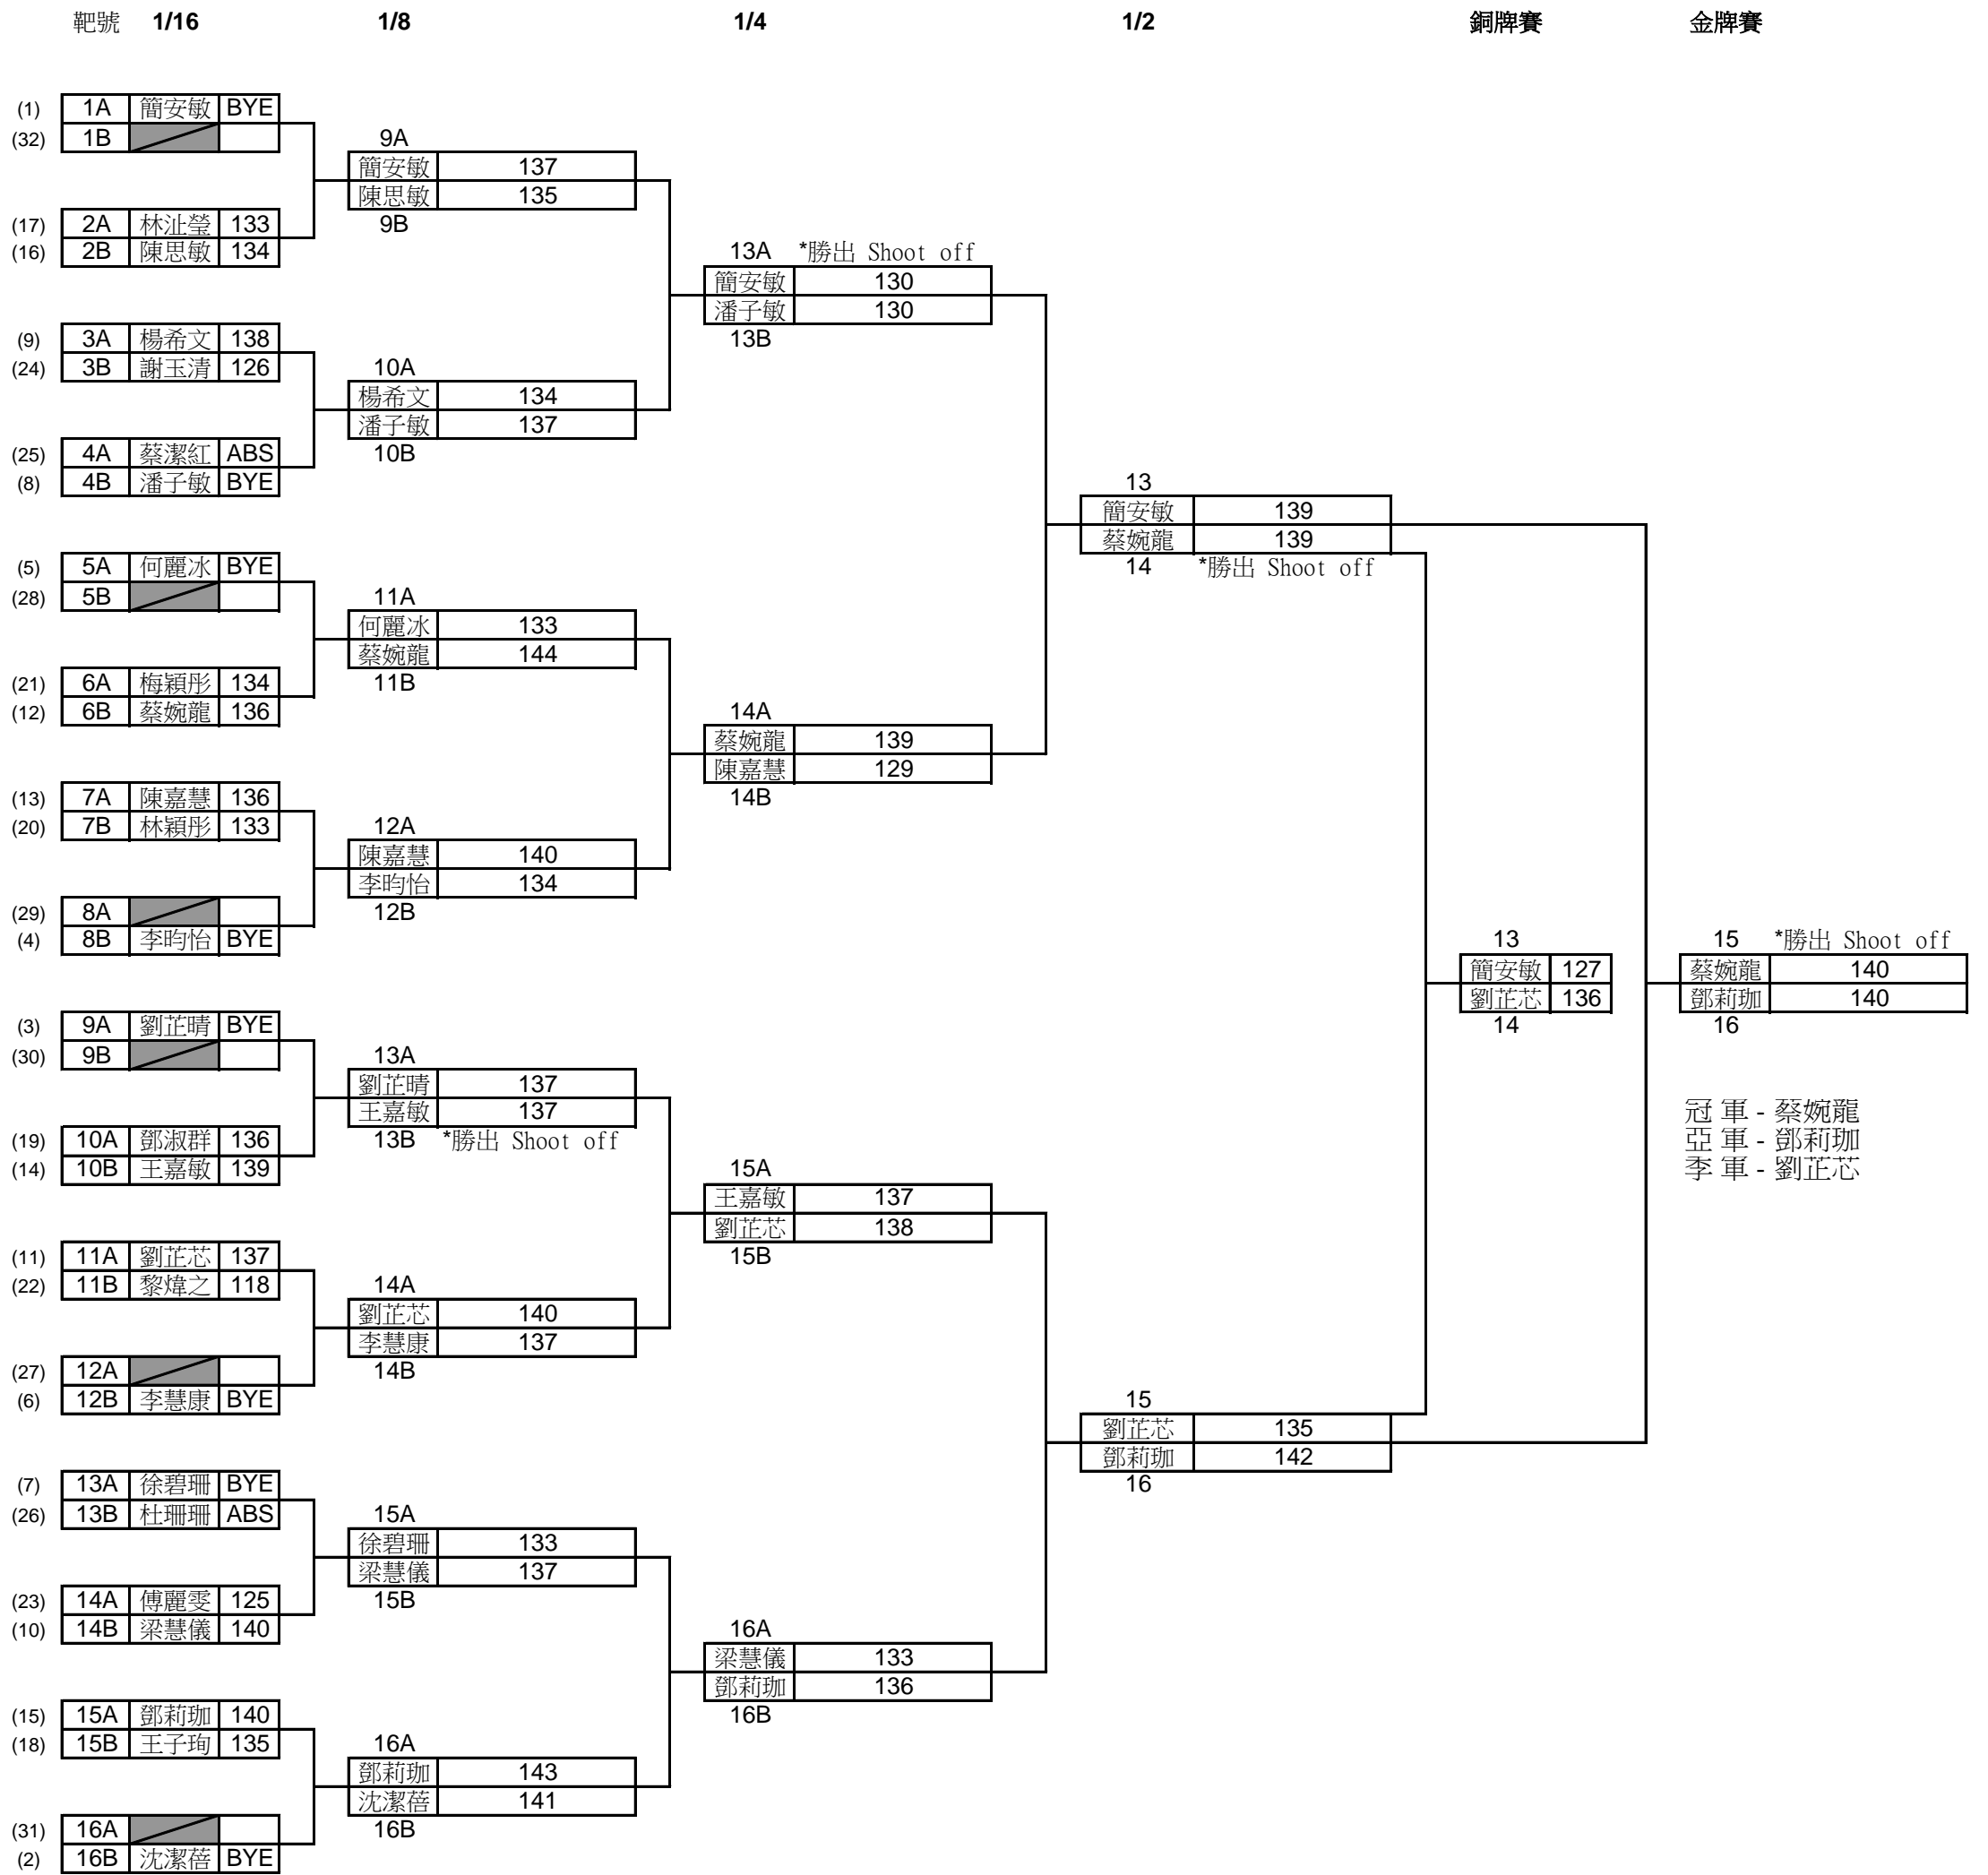 靶號 1/16 1/8 1/4 1/2 銅牌賽 金牌賽
(1) 1A 簡安敏 BYE
(32) 1B
9A
簡安敏 137
陳思敏 135
9B
(17) 2A 林沚瑩 133
(16) 2B 陳思敏 134
13A *勝出 Shoot off
簡安敏 130
潘子敏 130
13B
(9) 3A 楊希文 138
(24) 3B 謝玉清 126
10A
楊希文 134
潘子敏 137
10B
(25) 4A 蔡潔紅 ABS
(8) 4B 潘子敏 BYE
13
簡安敏 139
蔡婉龍 139
14 *勝出 Shoot off
(5) 5A 何麗冰 BYE
(28) 5B
11A
何麗冰 133
蔡婉龍 144
11B
(21) 6A 梅穎彤 134
(12) 6B 蔡婉龍 136
14A
蔡婉龍 139
陳嘉慧 129
14B
(13) 7A 陳嘉慧 136
(20) 7B 林穎彤 133
12A
陳嘉慧 140
李昀怡 134
12B
(29) 8A
(4) 8B 李昀怡 BYE
13
簡安敏 127
劉芷芯 136
14
15 *勝出 Shoot off
蔡婉龍 140
鄧莉珈 140
16
(3) 9A 劉芷晴 BYE
(30) 9B
13A
劉芷晴 137
王嘉敏 137
13B *勝出 Shoot off
冠 軍 - 蔡婉龍
亞 軍 - 鄧莉珈
李 軍 - 劉芷芯
(19) 10A 鄧淑群 136
(14) 10B 王嘉敏 139
15A
王嘉敏 137
劉芷芯 138
15B
(11) 11A 劉芷芯 137
(22) 11B 黎煒之 118
14A
劉芷芯 140
李慧康 137
14B
(27) 12A
(6) 12B 李慧康 BYE
15
劉芷芯 135
鄧莉珈 142
16
(7) 13A 徐碧珊 BYE
(26) 13B 杜珊珊 ABS
15A
徐碧珊 133
梁慧儀 137
15B
(23) 14A 傅麗雯 125
(10) 14B 梁慧儀 140
16A
梁慧儀 133
鄧莉珈 136
16B
(15) 15A 鄧莉珈 140
(18) 15B 王子珣 135
16A
鄧莉珈 143
沈潔蓓 141
16B
(31) 16A
(2) 16B 沈潔蓓 BYE